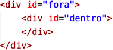 <div id="fora">
    <div id="dentro">
    </div>
</div>